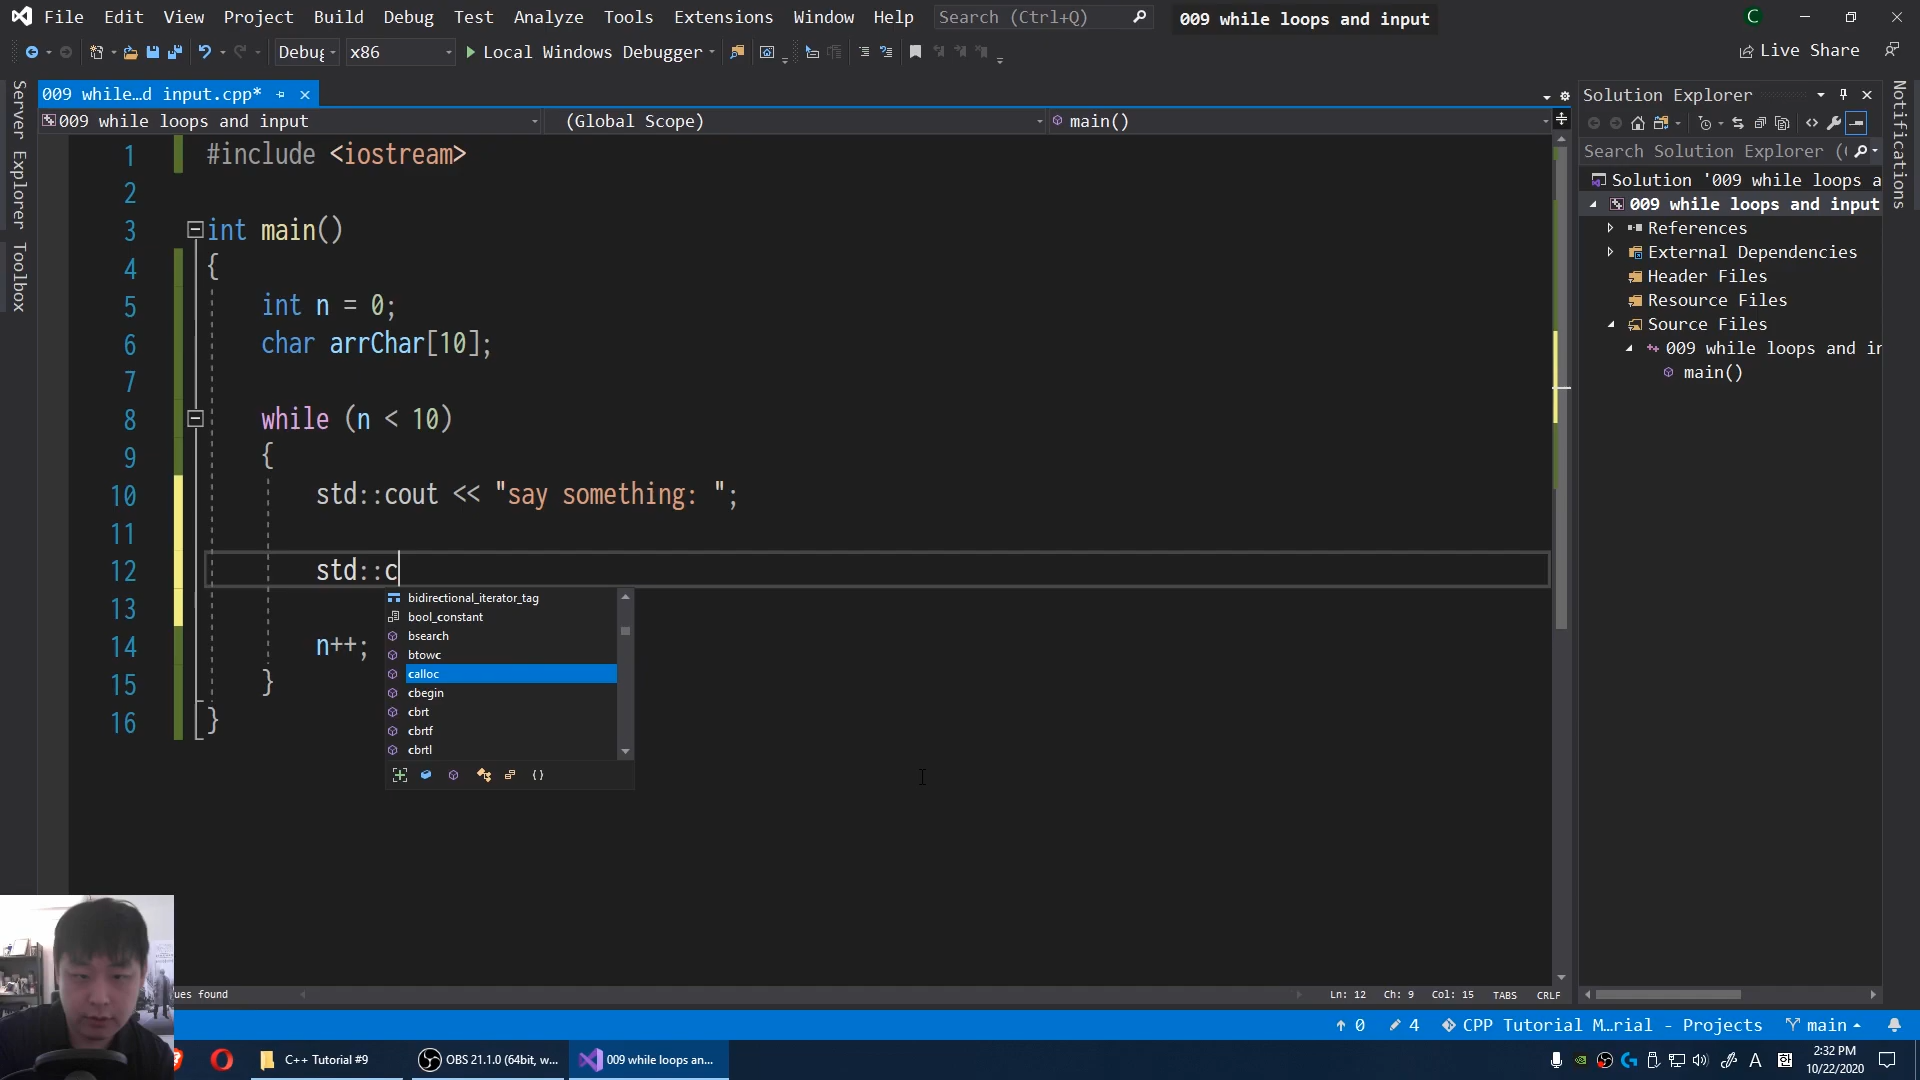 File Edit View Project Build Debug Test Analyze Tools Extensions Window Help Search (Ctrl+Q) 009 while loops and input C
Debug x86 Local Windows Debugger Live Share
Server Explorer
Toolbox
009 while…d input.cpp*
009 while loops and input (Global Scope) main()
1 #include <iostream>
2
3 int main()
4 {
5 int n = 0;
6 char arrChar[10];
7
8 while (n < 10)
9 {
10 std::cout << "say something: ";
11
12 std::c
13
14 n++;
15 }
16 }
bidirectional_iterator_tag
bool_constant
bsearch
btowc
calloc
cbegin
cbrt
cbrtf
cbrtl
Solution Explorer
Search Solution Explorer (
Solution '009 while loops a
009 while loops and input
References
External Dependencies
Header Files
Resource Files
Source Files
009 while loops and in
main()
Notifications
ues found Ln: 12 Ch: 9 Col: 15 TABS CRLF
0 4 CPP Tutorial M…rial - Projects main
C++ Tutorial #9 OBS 21.1.0 (64bit, w... 009 while loops an... A 한 2:32 PM
10/22/2020